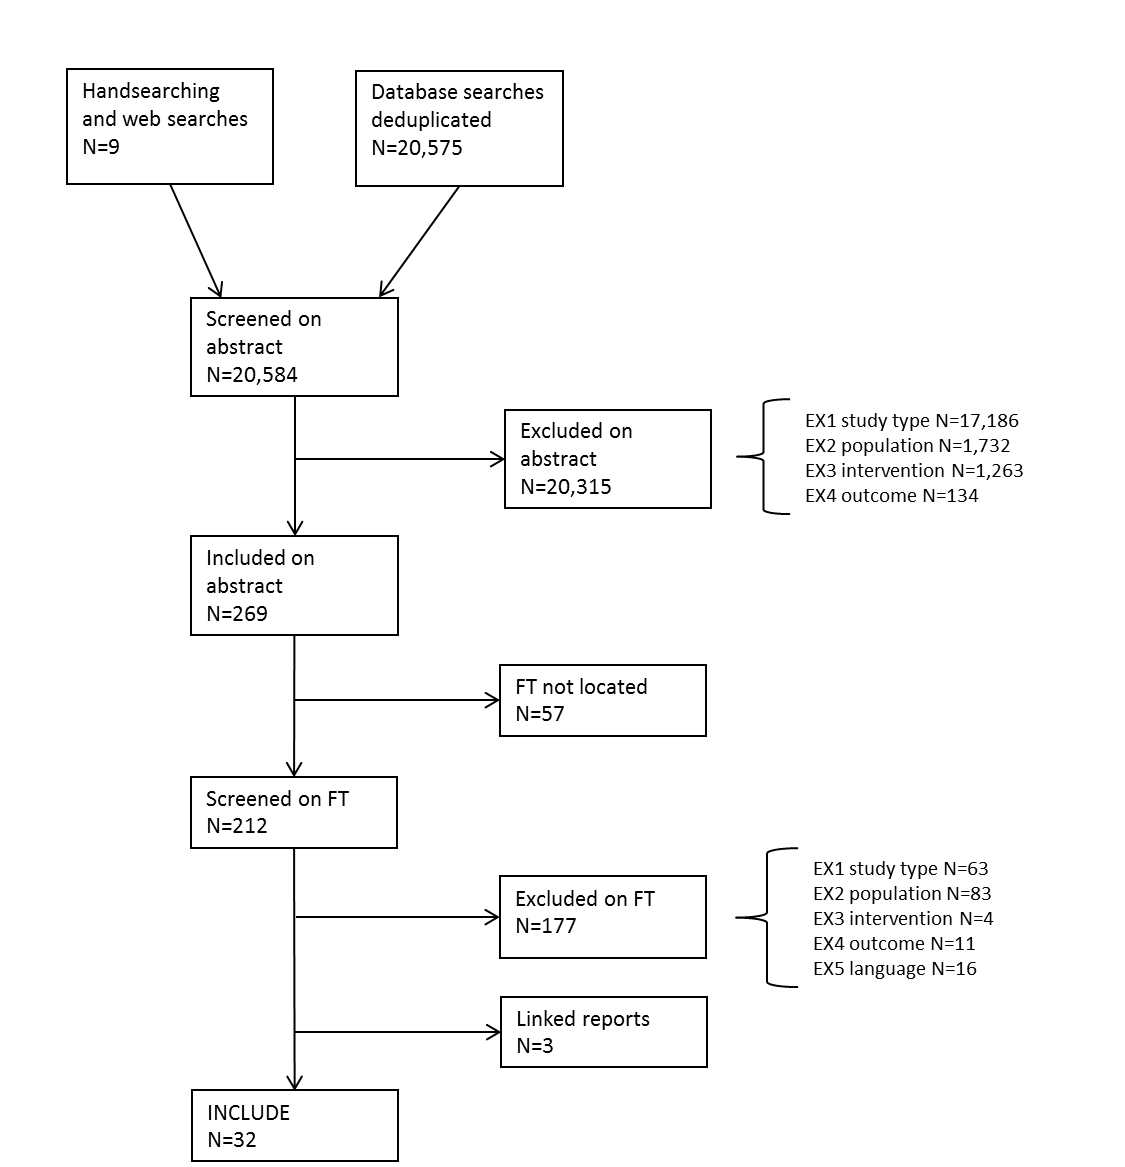 Handsearching
and web searches
N=9
Database searches
deduplicated
N=20,575
Screened on
abstract
N=20,584
Excluded on
abstract
N=20,315
EX1 study type N=17,186
EX2 population N=1,732
EX3 intervention N=1,263
EX4 outcome N=134
Included on
abstract
N=269
FT not located
N=57
Screened on FT
N=212
Excluded on FT
N=177
EX1 study type N=63
EX2 population N=83
EX3 intervention N=4
EX4 outcome N=11
EX5 language N=16
Linked reports
N=3
INCLUDE
N=32